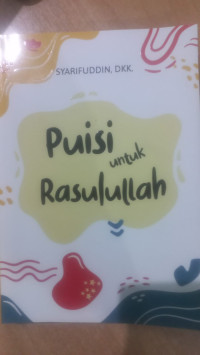 SYARIFUDDIN, DKK.
Puisi
untuk
Rasulullah